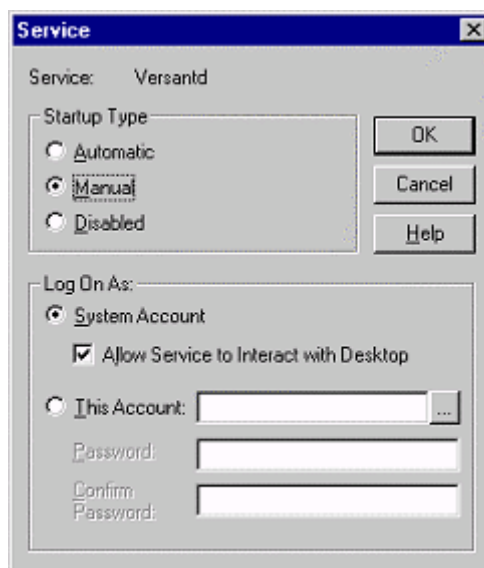 Service
Service: Versantd
Startup Type
Automatic
Manual
Disabled
OK
Cancel
Help
Log On As:
System Account
Allow Service to Interact with Desktop
This Account:
...
Password:
Confirm
Password: